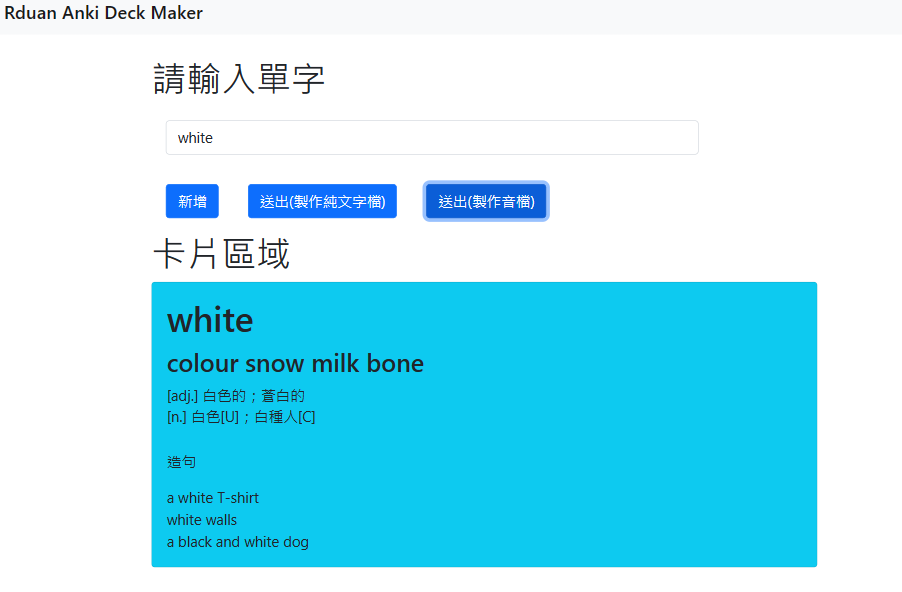 Rduan Anki Deck Maker
請輸入單字
white
新增 送出(製作純文字檔) 送出(製作音檔)
卡片區域
white
colour snow milk bone
[adj.] 白色的；蒼白的
[n.] 白色[U]；白種人[C]
造句
a white T-shirt
white walls
a black and white dog